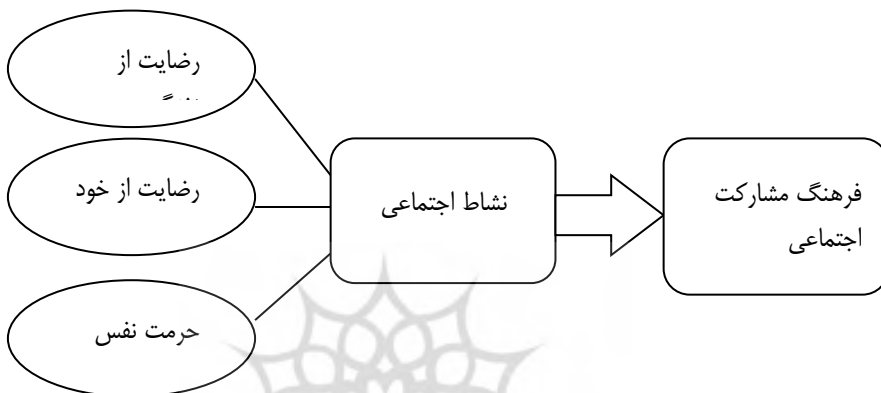 رضایت از
رضایت از خود
حرمت نفس
نشاط اجتماعی
فرهنگ مشارکت
اجتماعی